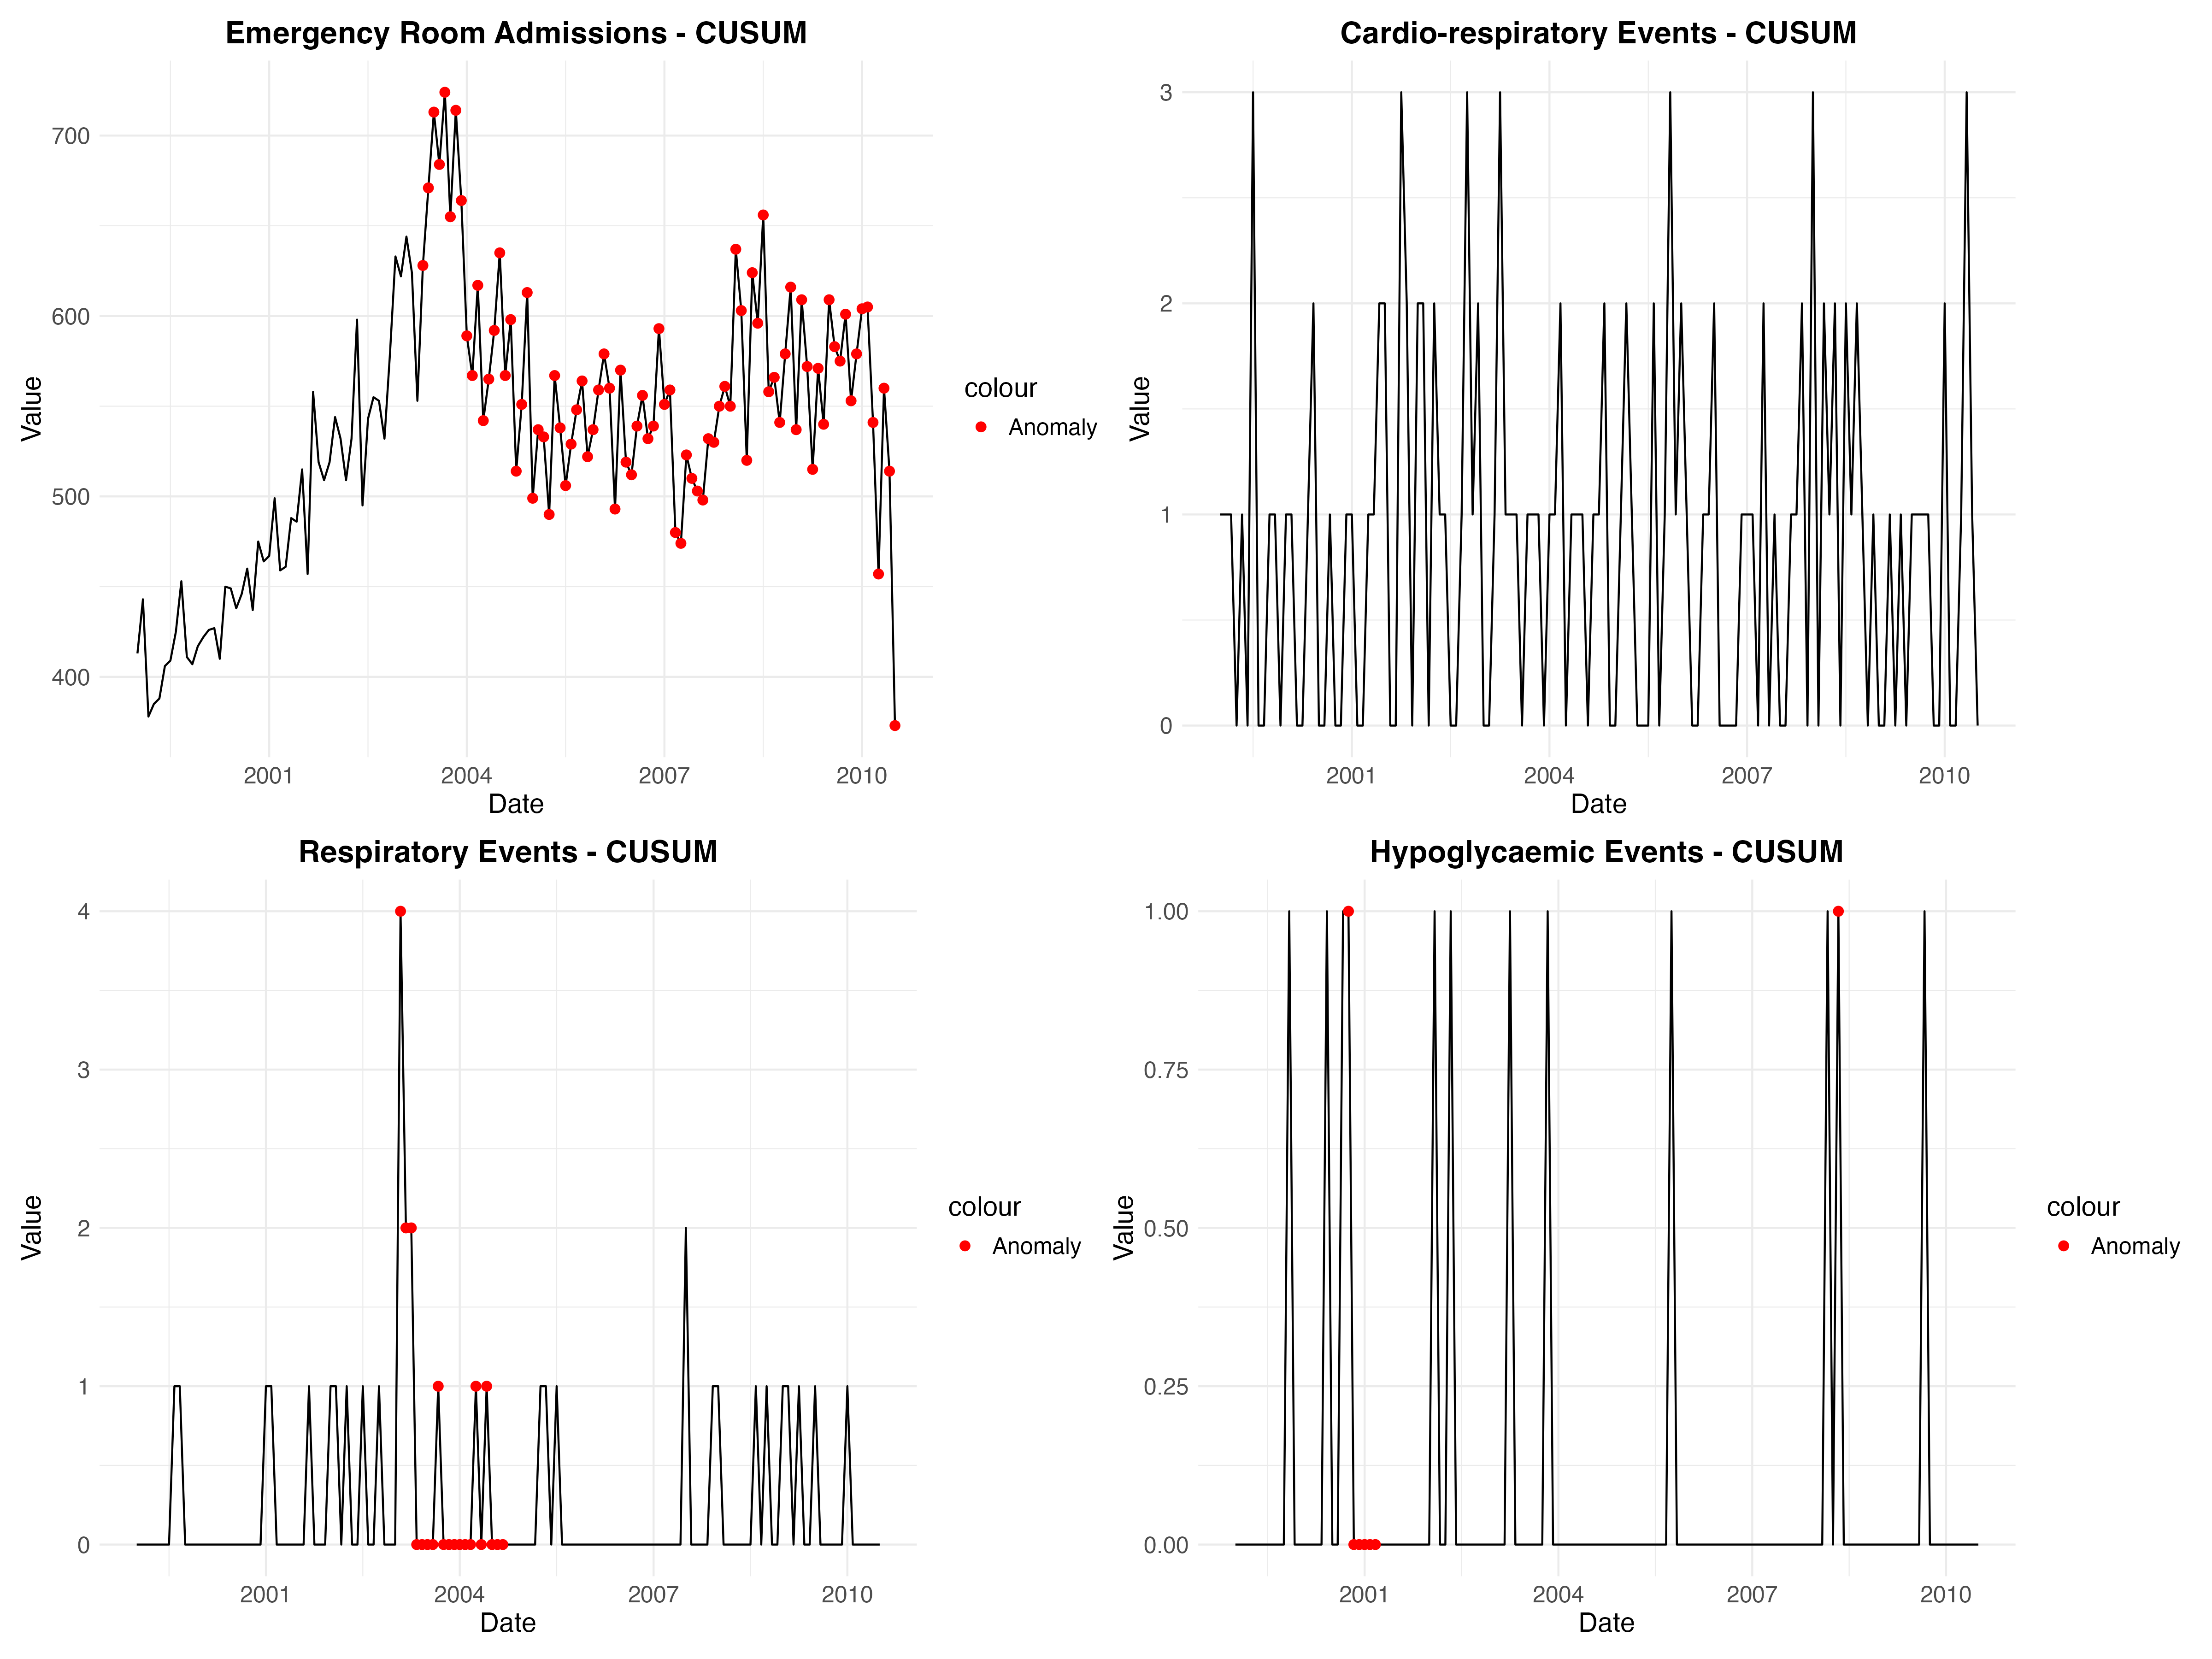 Emergency Room Admissions - CUSUM
700
600
500
400
Value
2001 2004 2007 2010
Date
colour
Anomaly
Cardio-respiratory Events - CUSUM
3
2
1
0
Value
2001 2004 2007 2010
Date
Respiratory Events - CUSUM
4
3
2
1
0
Value
2001 2004 2007 2010
Date
colour
Anomaly
Hypoglycaemic Events - CUSUM
1.00
0.75
0.50
0.25
0.00
Value
2001 2004 2007 2010
Date
colour
Anomaly